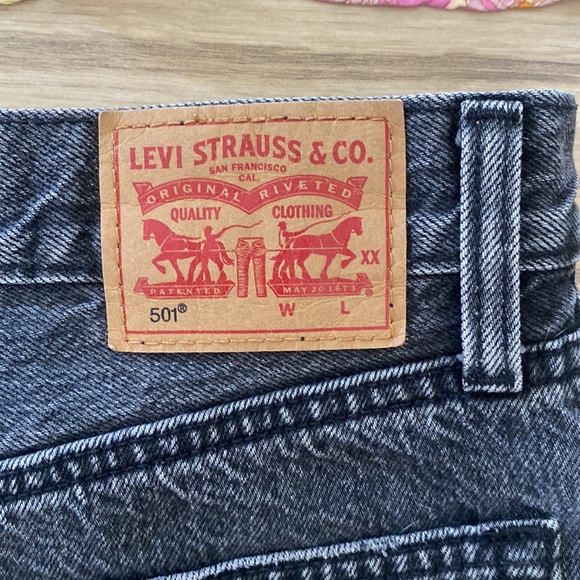 LEVI STRAUSS & CO.
SAN FRANCISCO
CAL.
ORIGINAL RIVETED
QUALITY CLOTHING
XX
PATENTED MAY 20 1873
501® W L